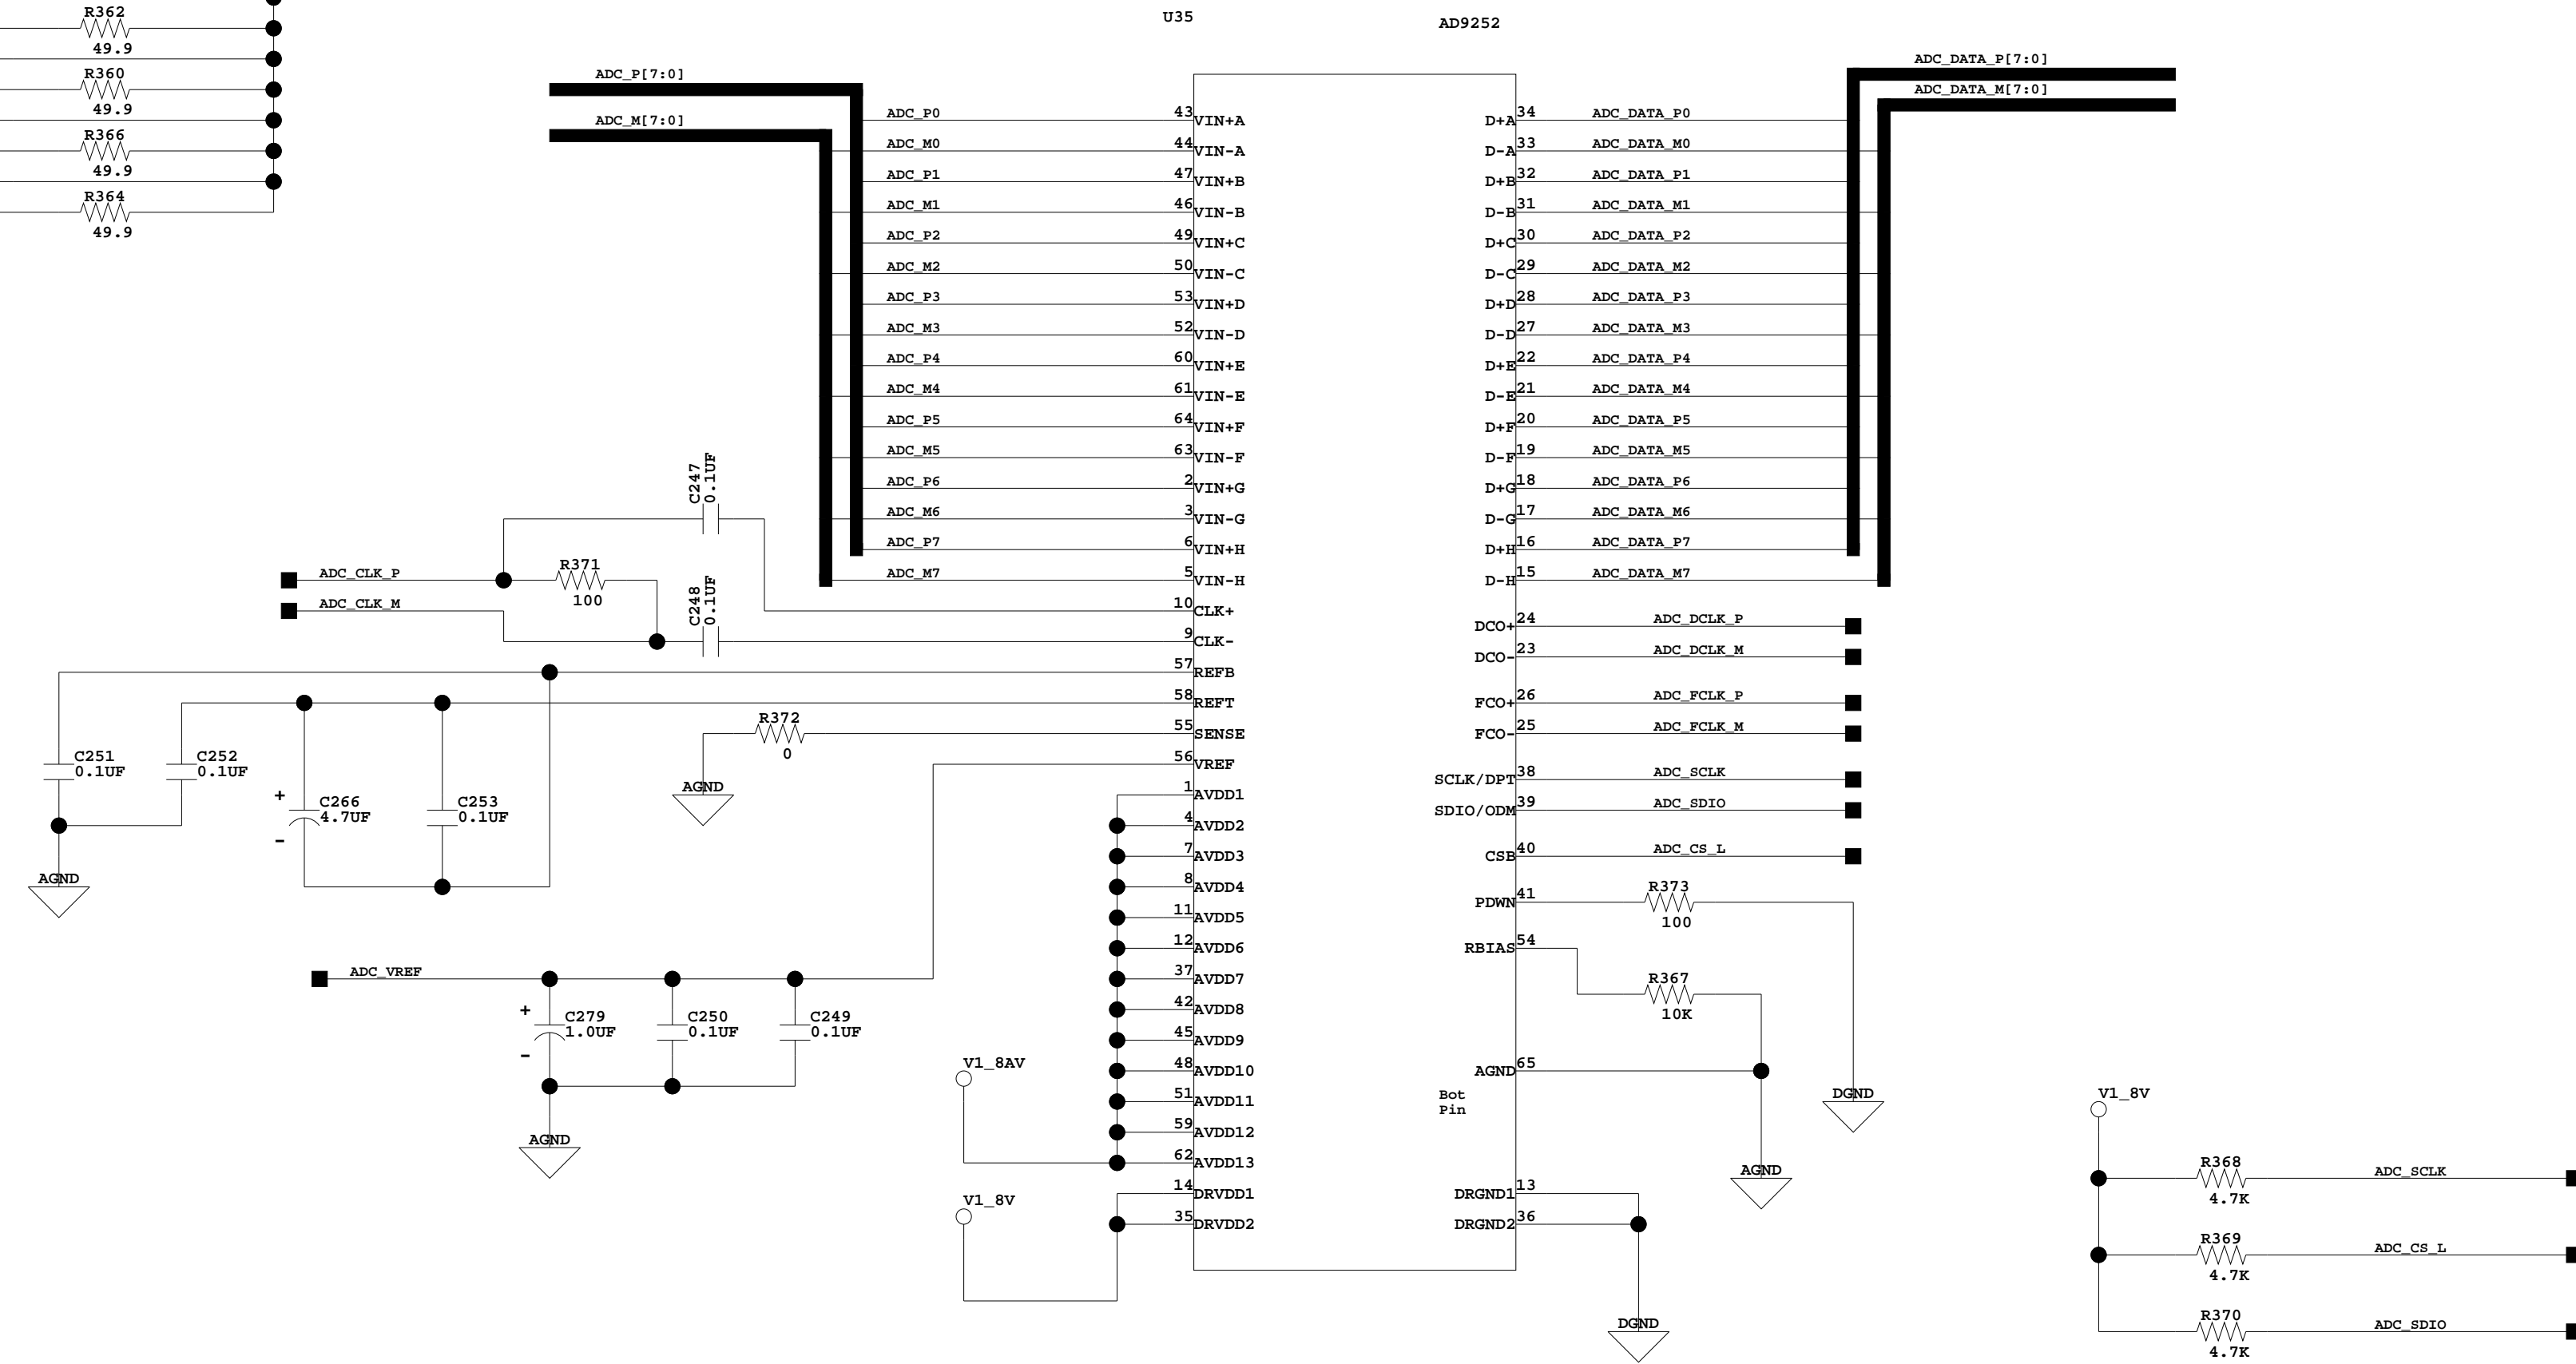 R362
49.9
R360
49.9
R366
49.9
R364
49.9
U35
AD9252
ADC_P[7:0]
ADC_M[7:0]
ADC_DATA_P[7:0]
ADC_DATA_M[7:0]
ADC_P0 43 VIN+A D+A 34 ADC_DATA_P0
ADC_M0 44 VIN-A D-A 33 ADC_DATA_M0
ADC_P1 47 VIN+B D+B 32 ADC_DATA_P1
ADC_M1 46 VIN-B D-B 31 ADC_DATA_M1
ADC_P2 49 VIN+C D+C 30 ADC_DATA_P2
ADC_M2 50 VIN-C D-C 29 ADC_DATA_M2
ADC_P3 53 VIN+D D+D 28 ADC_DATA_P3
ADC_M3 52 VIN-D D-D 27 ADC_DATA_M3
ADC_P4 60 VIN+E D+E 22 ADC_DATA_P4
ADC_M4 61 VIN-E D-E 21 ADC_DATA_M4
ADC_P5 64 VIN+F D+F 20 ADC_DATA_P5
ADC_M5 63 VIN-F D-F 19 ADC_DATA_M5
ADC_P6 2 VIN+G D+G 18 ADC_DATA_P6
ADC_M6 3 VIN-G D-G 17 ADC_DATA_M6
ADC_P7 6 VIN+H D+H 16 ADC_DATA_P7
ADC_M7 5 VIN-H D-H 15 ADC_DATA_M7
C247
0.1UF
ADC_CLK_P
R371
100
ADC_CLK_M
C248
0.1UF
10 CLK+
9 CLK-
57 REFB
58 REFT
55 SENSE
56 VREF
R372
0
AGND
C251
0.1UF
C252
0.1UF
+
C266
4.7UF
-
C253
0.1UF
AGND
ADC_VREF
+
C279
1.0UF
-
C250
0.1UF
C249
0.1UF
AGND
1 AVDD1
4 AVDD2
7 AVDD3
8 AVDD4
11 AVDD5
12 AVDD6
37 AVDD7
42 AVDD8
45 AVDD9
48 AVDD10
51 AVDD11
59 AVDD12
62 AVDD13
14 DRVDD1
35 DRVDD2
V1_8AV
V1_8V
DCO+ 24 ADC_DCLK_P
DCO- 23 ADC_DCLK_M
FCO+ 26 ADC_FCLK_P
FCO- 25 ADC_FCLK_M
SCLK/DPT 38 ADC_SCLK
SDIO/ODM 39 ADC_SDIO
CSB 40 ADC_CS_L
PDWN 41
R373
100
RBIAS 54
R367
10K
AGND 65
Bot
Pin
DGND
AGND
DRGND1 13
DRGND2 36
DGND
V1_8V
R368
4.7K
ADC_SCLK
R369
4.7K
ADC_CS_L
R370
4.7K
ADC_SDIO